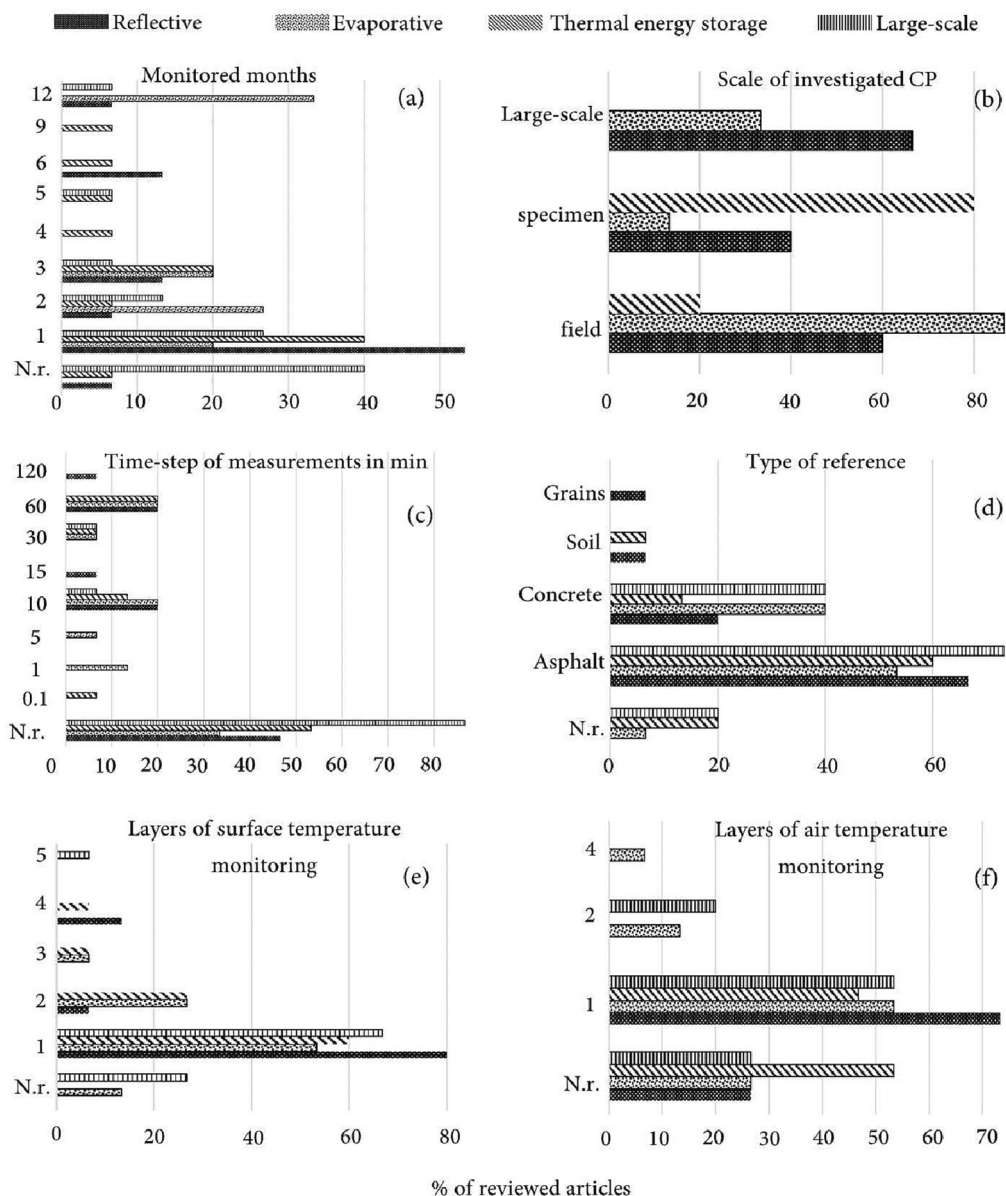 Reflective Evaporative Thermal energy storage Large-scale
Monitored months
(a)
12
9
6
5
4
3
2
1
N.r.
0 10 20 30 40 50
Scale of investigated CP
(b)
Large-scale
specimen
field
20 40 60 80
Time-step of measurements in min
(c)
120
60
30
15
10
5
1
0.1
N.r.
0 10 20 30 40 50 60 70 80
Type of reference
(d)
Grains
Soil
Concrete
Asphalt
N.r.
0 20 40 60
Layers of surface temperature
monitoring
(e)
5
4
3
2
1
N.r.
0 20 40 60 80
Layers of air temperature
monitoring
(f)
4
2
1
N.r.
0 10 20 30 40 50 60 70
% of reviewed articles